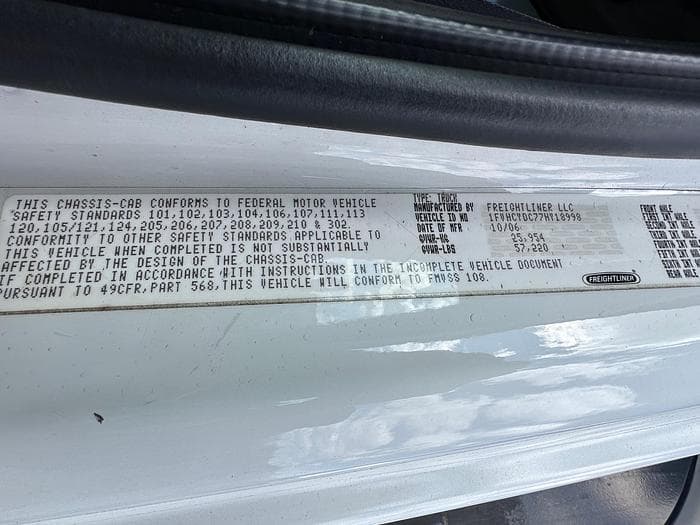 THIS CHASSIS-CAB CONFORMS TO FEDERAL MOTOR VEHICLE
SAFETY STANDARDS 101,102,103,104,106,107,111,113
120,105/121,124,205,206,207,208,209,210 & 302.
CONFORMITY TO OTHER SAFETY STANDARDS APPLICABLE TO
THIS VEHICLE WHEN COMPLETED IS NOT SUBSTANTIALLY
AFFECTED BY THE DESIGN OF THE CHASSIS-CAB.
IF COMPLETED IN ACCORDANCE WITH INSTRUCTIONS IN THE INCOMPLETE VEHICLE DOCUMENT
PURSUANT TO 49CFR,PART 568,THIS VEHICLE WILL CONFORM TO FMVSS 108.
TYPE: TRUCK
MANUFACTURED BY FREIGHTLINER LLC
VEHICLE ID NO 1FVHCYDC77HY18998
DATE OF MFR 10/06
GVWR-KG 25,954
GVWR-LBS 57,220
FREIGHTLINER
FRONT AXLE
FIRST INT AXLE
SECOND INT AXLE
THIRD INT AXLE
FOURTH INT AXLE
FIFTH INT AXLE
SIXTH INT AXLE
REAR AXLE